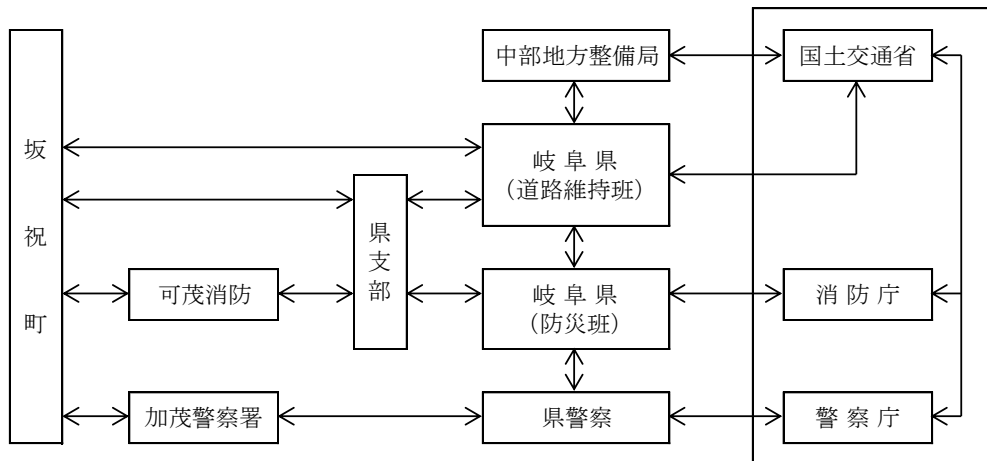 坂祝町
中部地方整備局
国土交通省
岐阜県
（道路維持班）
県支部
可茂消防
岐阜県
（防災班）
消防庁
加茂警察署
県警察
警察庁